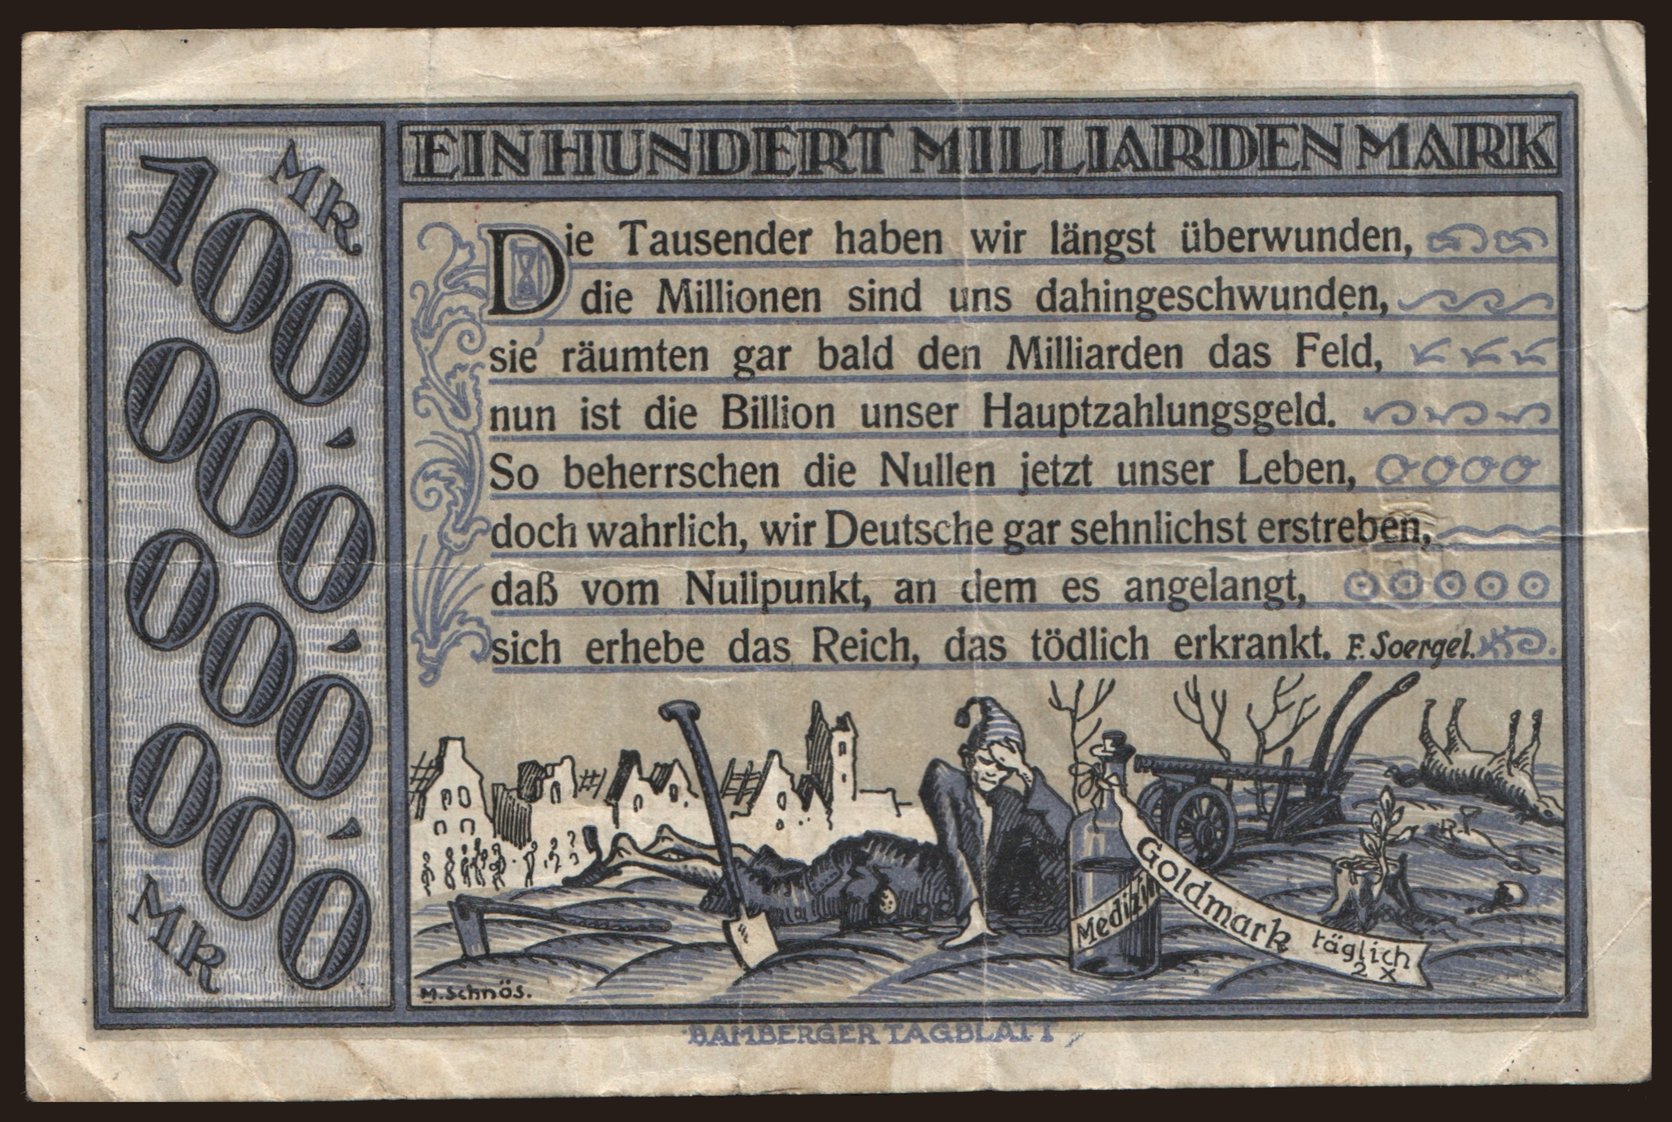 100 000 000 000
MK
MK
EINHUNDERT MILLIARDEN MARK
Die Tausender haben wir längst überwunden,
die Millionen sind uns dahingeschwunden,
sie räumten gar bald den Milliarden das Feld,
nun ist die Billion unser Hauptzahlungsgeld.
So beherrschen die Nullen jetzt unser Leben,
doch wahrlich, wir Deutsche gar sehnlichst erstreben,
daß vom Nullpunkt, an dem es angelangt,
sich erhebe das Reich, das tödlich erkrankt. F. Soergel.
Medizin
Goldmark täglich
2 x
M. Schnös.
BAMBERGER TAGBLATT